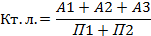 Кт. л. = (А1 + А2 + А3) / (П1 + П2)